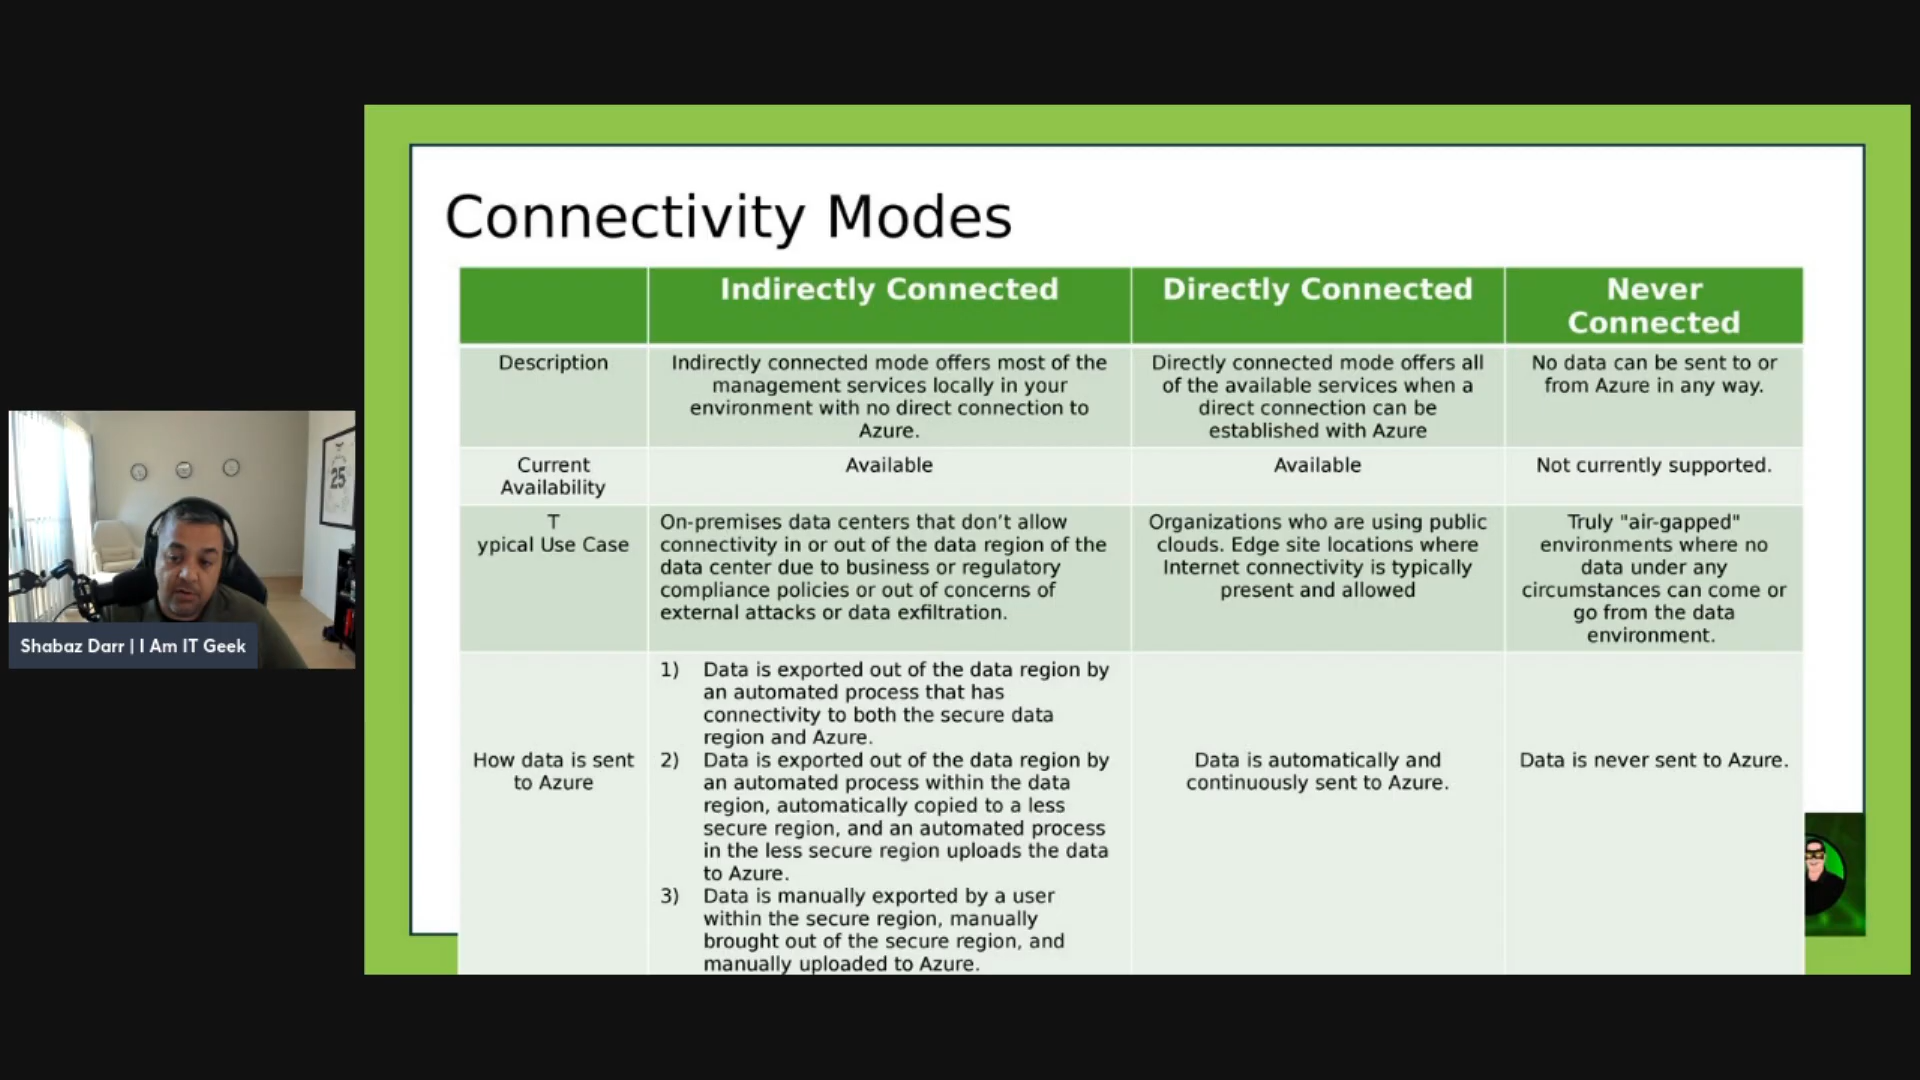 Connectivity Modes
Indirectly Connected
Directly Connected
Never
Connected
Description
Indirectly connected mode offers most of the
management services locally in your
environment with no direct connection to
Azure.
Directly connected mode offers all
of the available services when a
direct connection can be
established with Azure
No data can be sent to or
from Azure in any way.
Current
Availability
Available
Available
Not currently supported.
T
ypical Use Case
On-premises data centers that don’t allow
connectivity in or out of the data region of the
data center due to business or regulatory
compliance policies or out of concerns of
external attacks or data exfiltration.
Organizations who are using public
clouds. Edge site locations where
Internet connectivity is typically
present and allowed
Truly "air-gapped"
environments where no
data under any
circumstances can come or
go from the data
environment.
How data is sent
to Azure
1) Data is exported out of the data region by
an automated process that has
connectivity to both the secure data
region and Azure.
2) Data is exported out of the data region by
an automated process within the data
region, automatically copied to a less
secure region, and an automated process
in the less secure region uploads the data
to Azure.
3) Data is manually exported by a user
within the secure region, manually
brought out of the secure region, and
manually uploaded to Azure.
Data is automatically and
continuously sent to Azure.
Data is never sent to Azure.
25
Shabaz Darr | I Am IT Geek